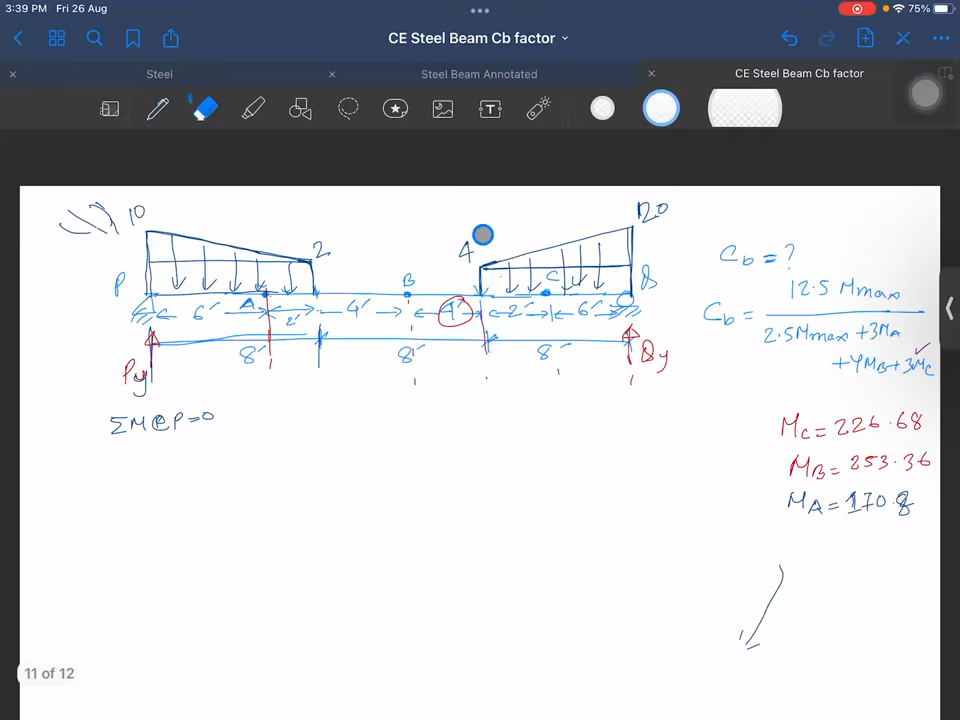 3:39 PM Fri 26 Aug
75%
CE Steel Beam Cb factor
Steel
Steel Beam Annotated
CE Steel Beam Cb factor
10
2
4
20
P
A
B
C
6'
2'
4'
4'
2'
6'
8'
8'
8'
Py
Qy
ΣM@P=0
Cb = ?
Cb = 12.5 Mmax
2.5Mmax +3MA
+4MB+3MC
MC = 226.68
MB = 253.36
MA = 170.8
11 of 12